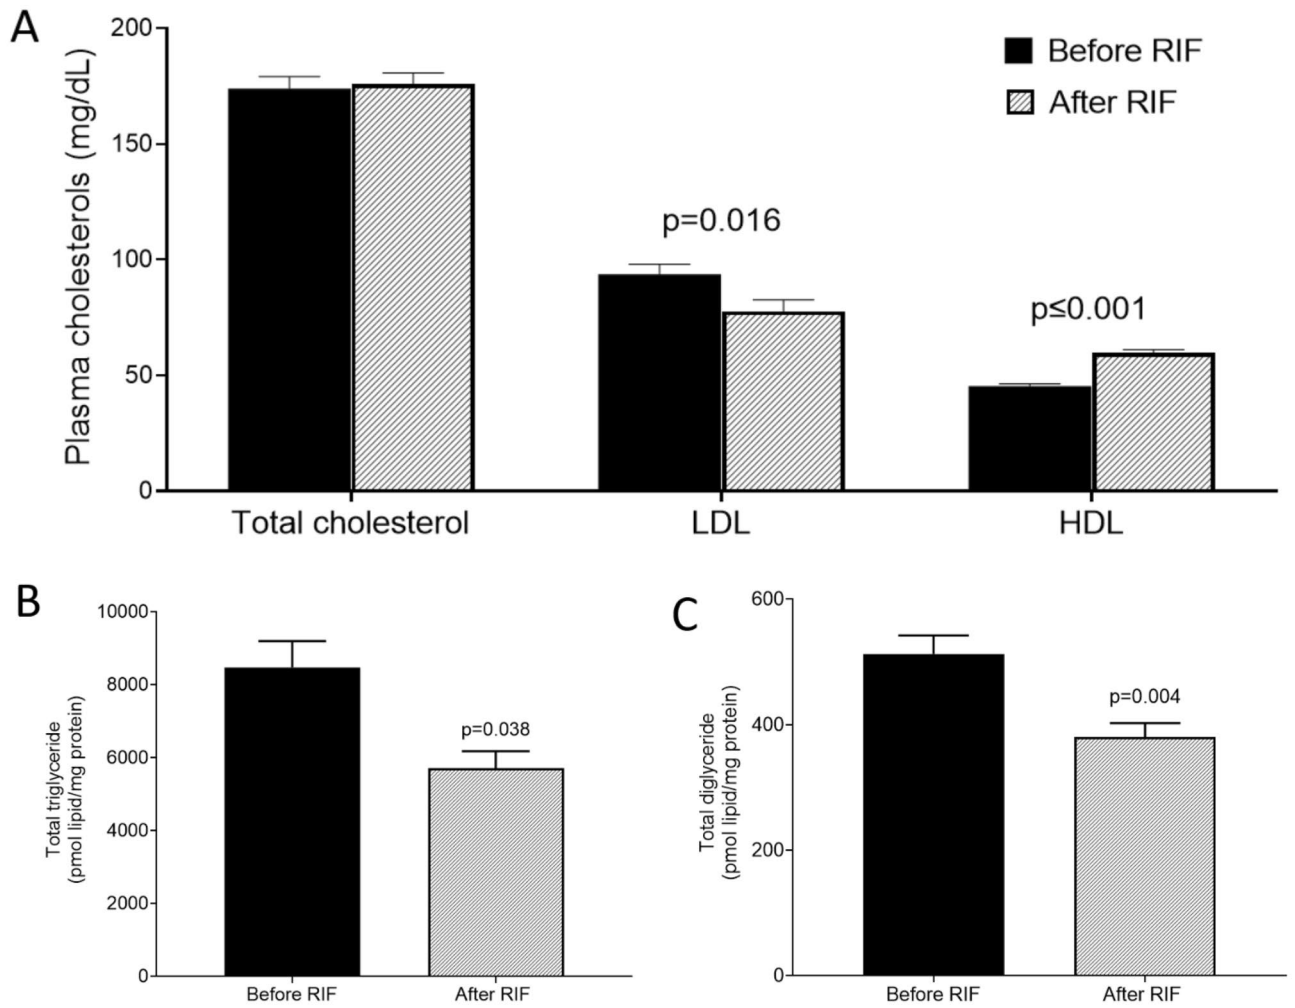 A
Plasma cholesterols (mg/dL)
200
150
100
50
0
Before RIF
After RIF
p=0.016
p≤0.001
Total cholesterol
LDL
HDL
B
Total triglyceride
(pmol lipid/mg protein)
10000
8000
6000
4000
2000
0
p=0.038
Before RIF
After RIF
C
Total diglyceride
(pmol lipid/mg protein)
600
400
200
0
p=0.004
Before RIF
After RIF